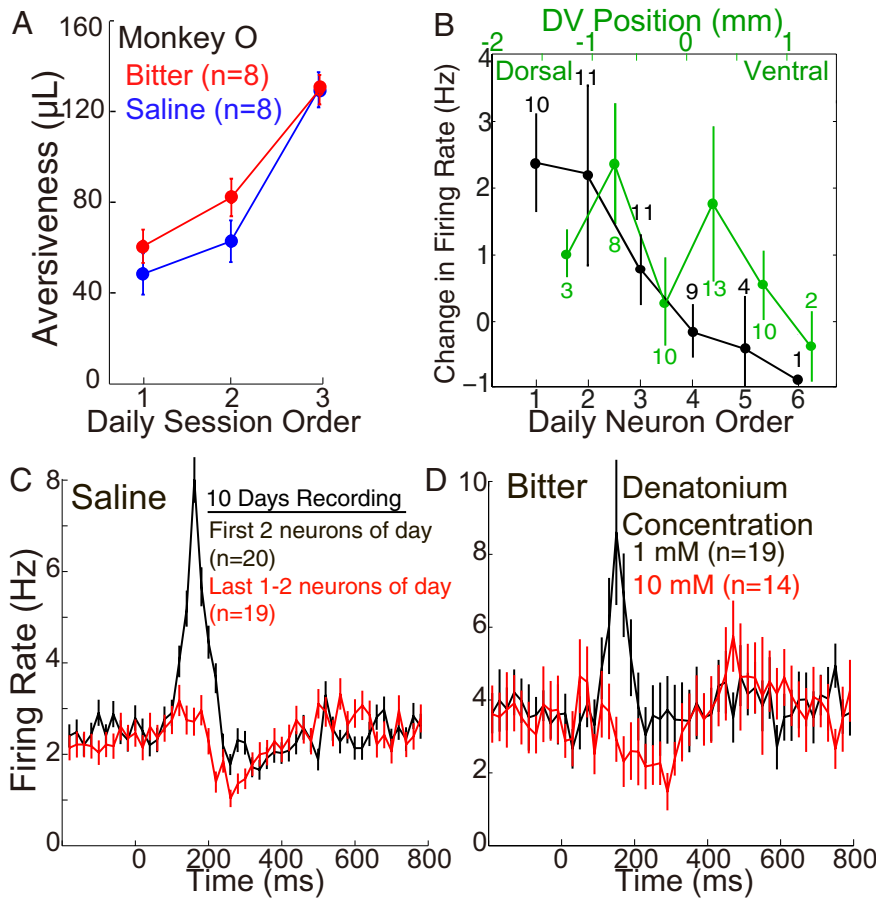 A
Monkey O
Bitter (n=8)
Saline (n=8)
Aversiveness (µL)
160
120
80
40
0
1 2 3
Daily Session Order
B
DV Position (mm)
-2 -1 0 1
Dorsal
Ventral
Change in Firing Rate (Hz)
4
3
2
1
0
−1
10
11
11
9
4
1
3
8
10
13
10
2
1 2 3 4 5 6
Daily Neuron Order
C
Saline
10 Days Recording
First 2 neurons of day
(n=20)
Last 1-2 neurons of day
(n=19)
Firing Rate (Hz)
8
6
4
2
0
0 200 400 600 800
Time (ms)
D
Bitter
Denatonium
Concentration
1 mM (n=19)
10 mM (n=14)
10
8
6
4
2
0
0 200 400 600 800
Time (ms)